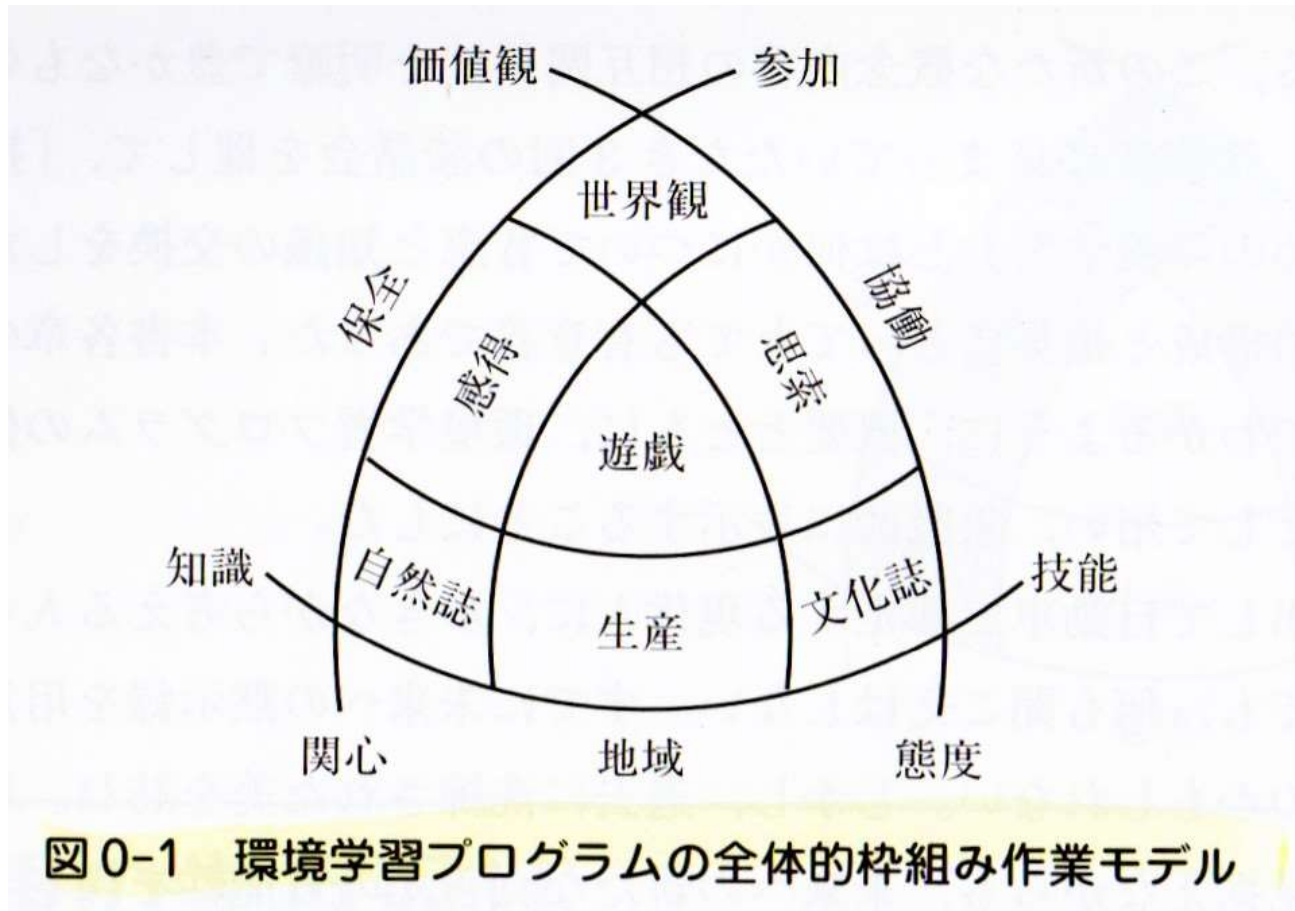 価値観 参加
世界観
保全 協働
感得 思索
遊戯
知識 自然誌 文化誌 技能
生産
関心 地域 態度
図0-1 環境学習プログラムの全体的枠組み作業モデル